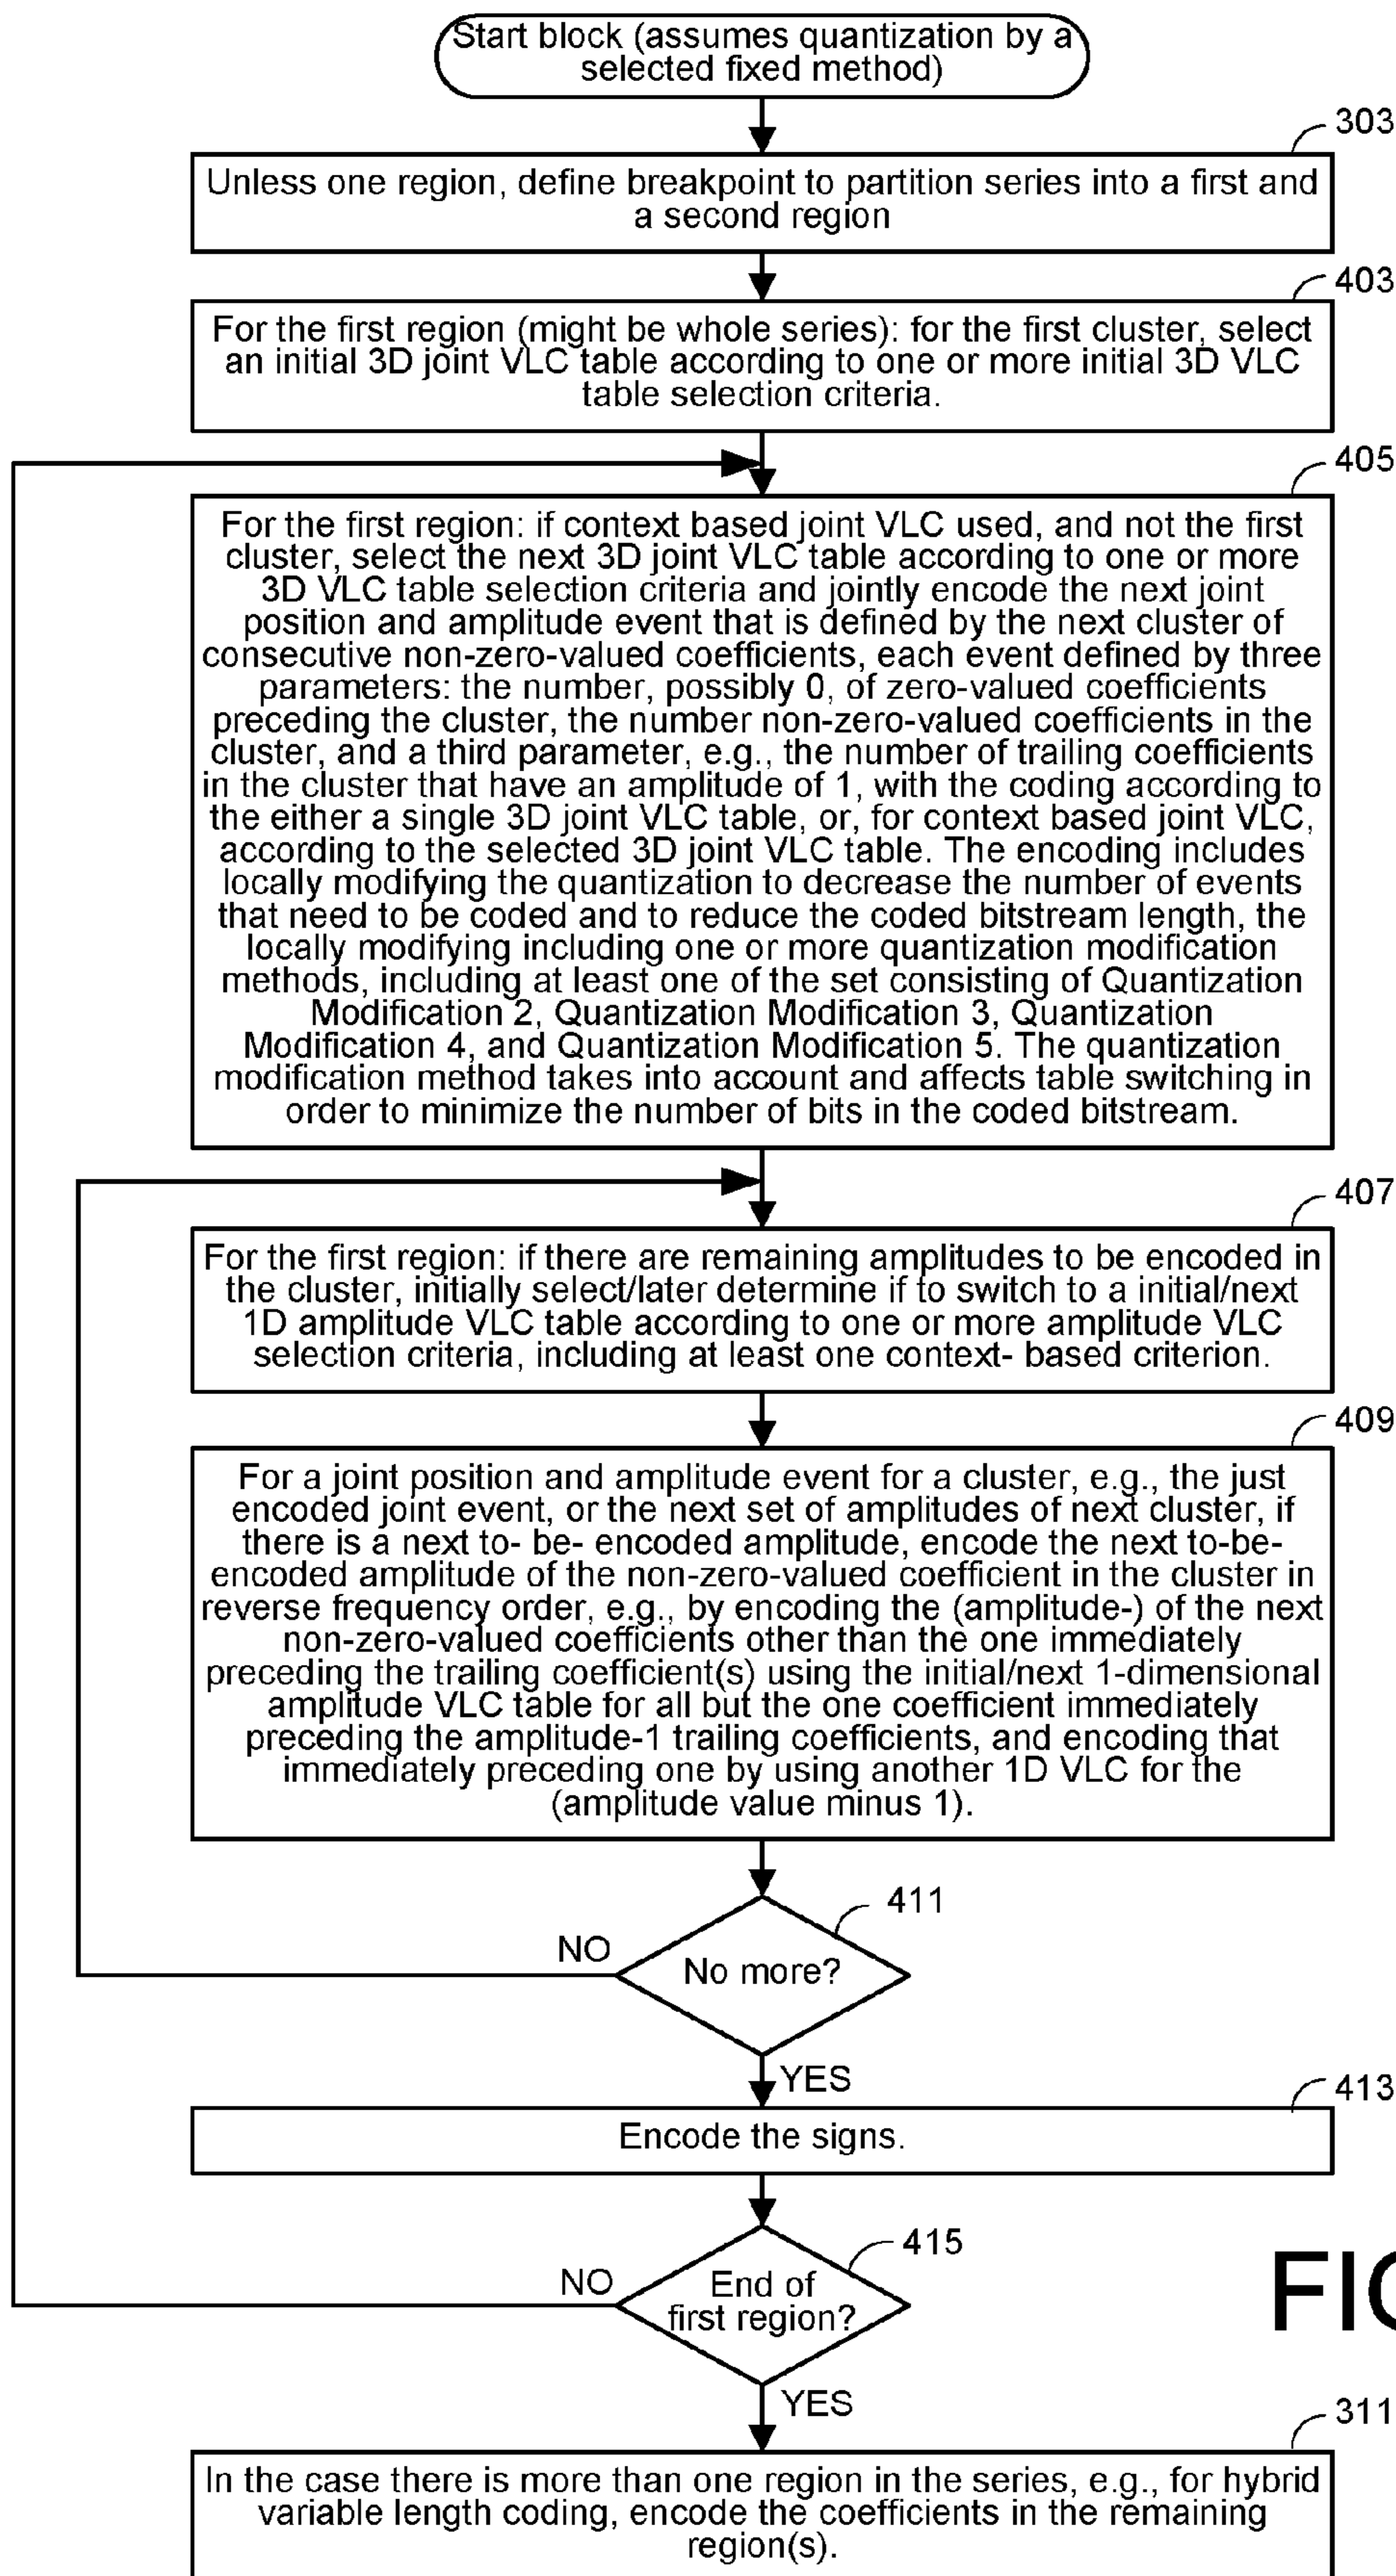 Start block (assumes quantization by a
selected fixed method)
303
Unless one region, define breakpoint to partition series into a first and
a second region
403
For the first region (might be whole series): for the first cluster, select
an initial 3D joint VLC table according to one or more initial 3D VLC
table selection criteria.
405
For the first region: if context based joint VLC used, and not the first
cluster, select the next 3D joint VLC table according to one or more
3D VLC table selection criteria and jointly encode the next joint
position and amplitude event that is defined by the next cluster of
consecutive non-zero-valued coefficients, each event defined by three
parameters: the number, possibly 0, of zero-valued coefficients
preceding the cluster, the number non-zero-valued coefficients in the
cluster, and a third parameter, e.g., the number of trailing coefficients
in the cluster that have an amplitude of 1, with the coding according to
the either a single 3D joint VLC table, or, for context based joint VLC,
according to the selected 3D joint VLC table. The encoding includes
locally modifying the quantization to decrease the number of events
that need to be coded and to reduce the coded bitstream length, the
locally modifying including one or more quantization modification
methods, including at least one of the set consisting of Quantization
Modification 2, Quantization Modification 3, Quantization
Modification 4, and Quantization Modification 5. The quantization
modification method takes into account and affects table switching in
order to minimize the number of bits in the coded bitstream.
407
For the first region: if there are remaining amplitudes to be encoded in
the cluster, initially select/later determine if to switch to a initial/next
1D amplitude VLC table according to one or more amplitude VLC
selection criteria, including at least one context- based criterion.
409
For a joint position and amplitude event for a cluster, e.g., the just
encoded joint event, or the next set of amplitudes of next cluster, if
there is a next to- be- encoded amplitude, encode the next to-be-
encoded amplitude of the non-zero-valued coefficient in the cluster in
reverse frequency order, e.g., by encoding the (amplitude-) of the next
non-zero-valued coefficients other than the one immediately
preceding the trailing coefficient(s) using the initial/next 1-dimensional
amplitude VLC table for all but the one coefficient immediately
preceding the amplitude-1 trailing coefficients, and encoding that
immediately preceding one by using another 1D VLC for the
(amplitude value minus 1).
411
NO
No more?
YES
413
Encode the signs.
415
NO
End of
first region?
FIG
YES
311
In the case there is more than one region in the series, e.g., for hybrid
variable length coding, encode the coefficients in the remaining
region(s).